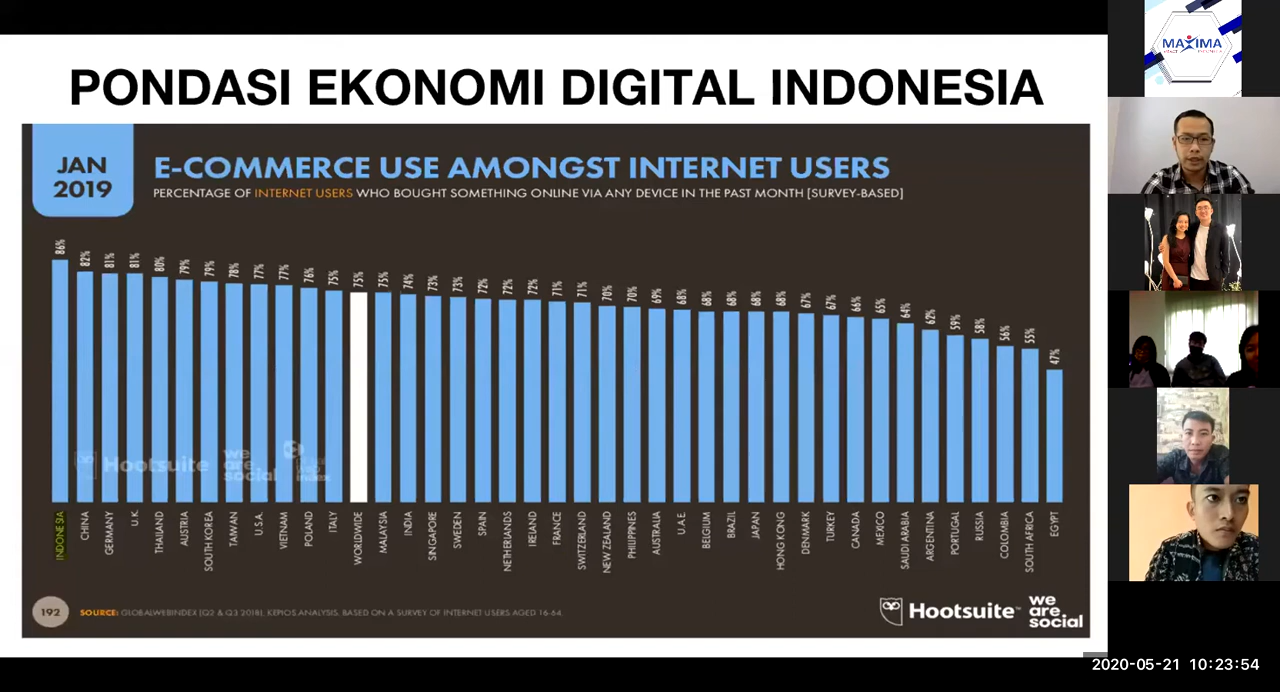 PONDASI EKONOMI DIGITAL INDONESIA
JAN
2019
E-COMMERCE USE AMONGST INTERNET USERS
PERCENTAGE OF INTERNET USERS WHO BOUGHT SOMETHING ONLINE VIA ANY DEVICE IN THE PAST MONTH [SURVEY-BASED]
86%
82%
81%
81%
80%
79%
79%
78%
77%
77%
76%
75%
75%
75%
74%
73%
73%
72%
72%
72%
71%
71%
70%
70%
69%
68%
68%
68%
68%
68%
67%
67%
66%
65%
64%
62%
59%
58%
56%
55%
47%
Hootsuite
we
are
social
INDONESIA
CHINA
GERMANY
U.K.
THAILAND
AUSTRIA
SOUTH KOREA
TAIWAN
U.S.A.
VIETNAM
POLAND
ITALY
WORLDWIDE
MALAYSIA
INDIA
SINGAPORE
SWEDEN
SPAIN
NETHERLANDS
IRELAND
FRANCE
SWITZERLAND
NEW ZEALAND
PHILIPPINES
AUSTRALIA
U.A.E.
BELGIUM
BRAZIL
JAPAN
HONG KONG
DENMARK
TURKEY
CANADA
MEXICO
SAUDI ARABIA
ARGENTINA
PORTUGAL
RUSSIA
COLOMBIA
SOUTH AFRICA
EGYPT
192
SOURCE: GLOBALWEBINDEX (Q2 & Q3 2018), KEPIOS ANALYSIS. BASED ON A SURVEY OF INTERNET USERS AGED 16-64.
Hootsuite™
we
are
social
MAXIMA
2020-05-21 10:23:54